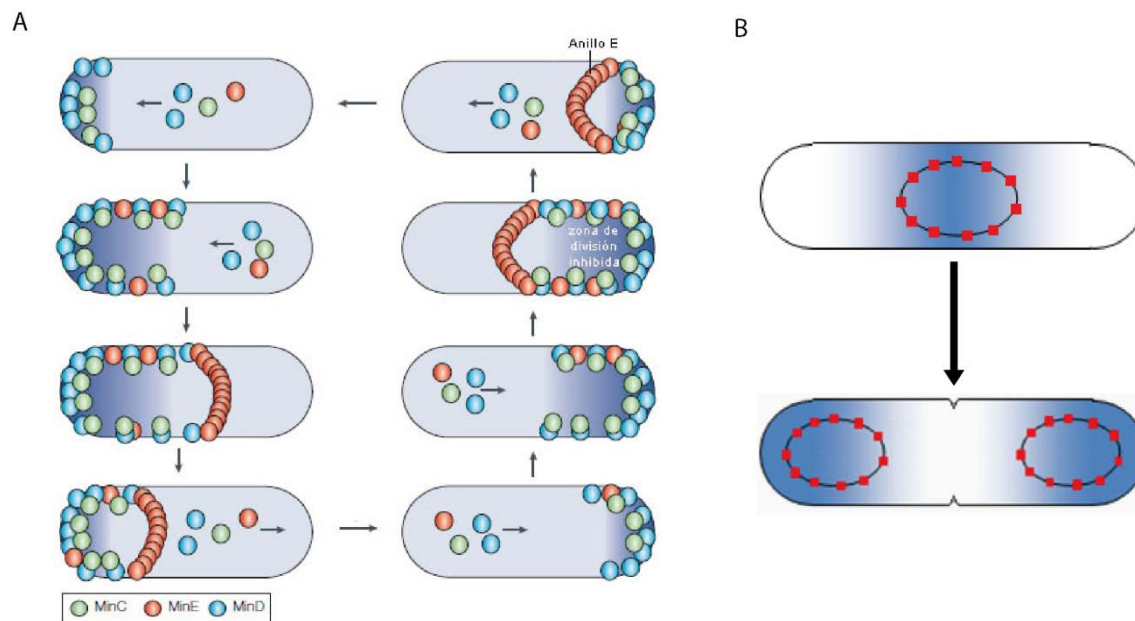 A
B
Anillo E
zona de
división
inhibida
MinC MinE MinD